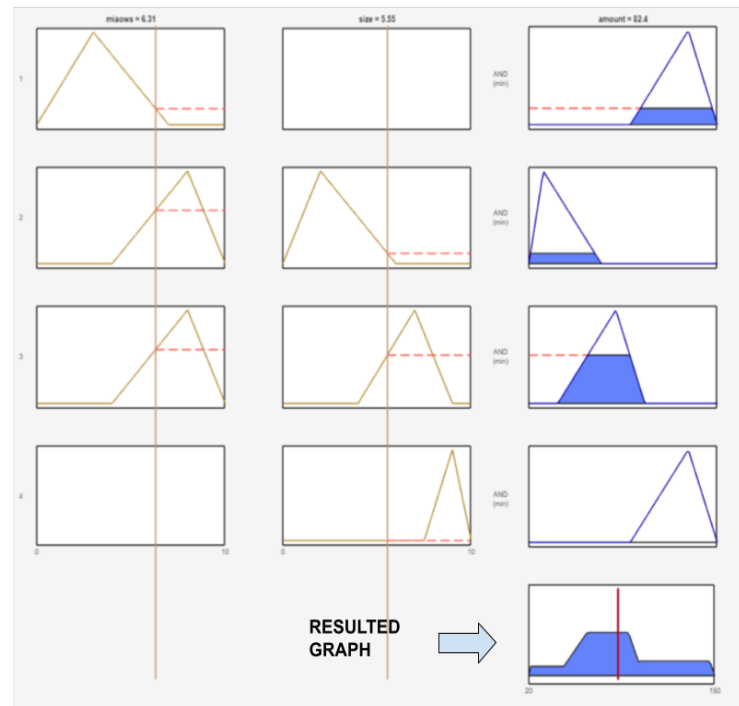 miaows = 6.31
size = 5.55
amount = 82.4
1
AND
(min)
2
AND
(min)
3
AND
(min)
4
AND
(min)
0
10
0
10
RESULTED
GRAPH
20
150